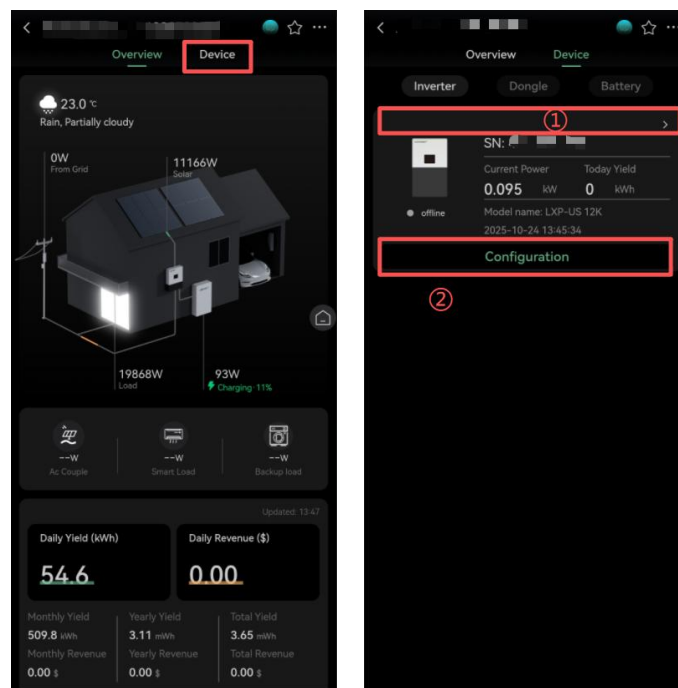 Overview Device
23.0 ℃
Rain, Partially cloudy
0W
From Grid
11166W
Solar
19868W
Load
93W
Charging· 11%
--W
Ac Couple
--W
Smart Load
--W
Backup load
Updated: 13:47
Daily Yield (kWh)
54.6
Daily Revenue ($)
0.00
Monthly Yield
509.8 kWh
Monthly Revenue
0.00 $
Yearly Yield
3.11 mWh
Yearly Revenue
0.00 $
Total Yield
3.65 mWh
Total Revenue
0.00 $
Overview Device
Inverter Dongle Battery
①
SN:
Current Power
0.095 kW
Today Yield
0 kWh
offline
Model name: LXP-US 12K
2025-10-24 13:45:34
Configuration
②